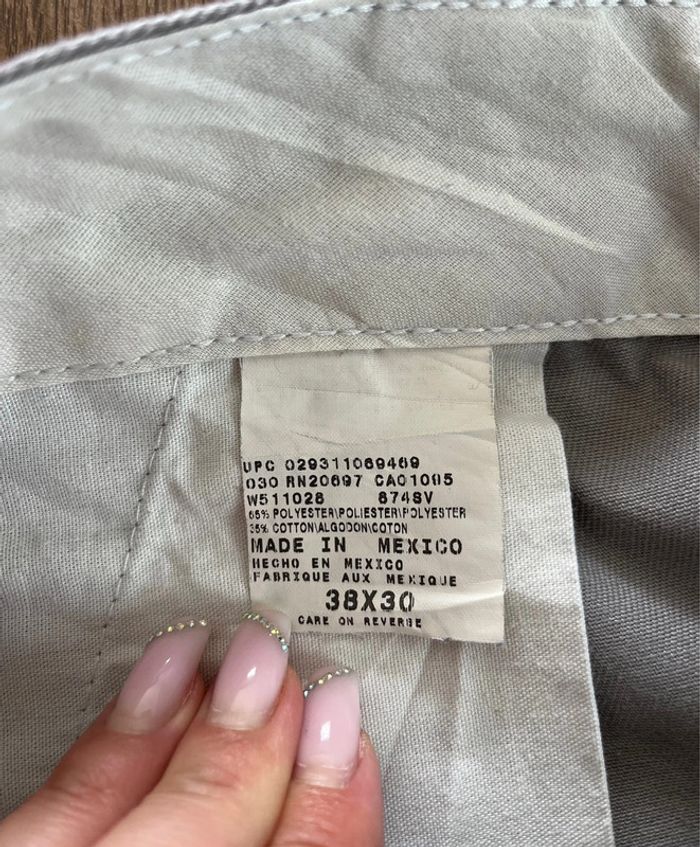 UPC 029311069469
030 RN20697 CA01005
W511028 874SV
65% POLYESTER\POLIESTER\POLYESTER
35% COTTON\ALGODON\COTON
MADE IN MEXICO
HECHO EN MEXICO
FABRIQUE AUX MEXIQUE
38X30
CARE ON REVERSE